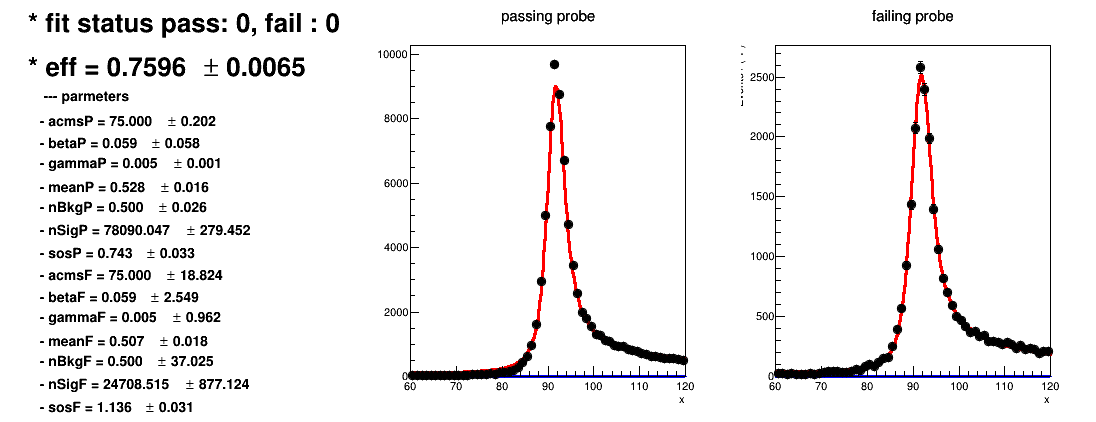 * fit status pass: 0, fail : 0
* eff = 0.7596 ± 0.0065
--- parmeters
- acmsP = 75.000 ± 0.202
- betaP = 0.059 ± 0.058
- gammaP = 0.005 ± 0.001
- meanP = 0.528 ± 0.016
- nBkgP = 0.500 ± 0.026
- nSigP = 78090.047 ± 279.452
- sosP = 0.743 ± 0.033
- acmsF = 75.000 ± 18.824
- betaF = 0.059 ± 2.549
- gammaF = 0.005 ± 0.962
- meanF = 0.507 ± 0.018
- nBkgF = 0.500 ± 37.025
- nSigF = 24708.515 ± 877.124
- sosF = 1.136 ± 0.031
passing probe
10000
8000
6000
4000
2000
0
60 70 80 90 100 110 120
x
failing probe
2500
2000
1500
1000
500
0
60 70 80 90 100 110 120
x